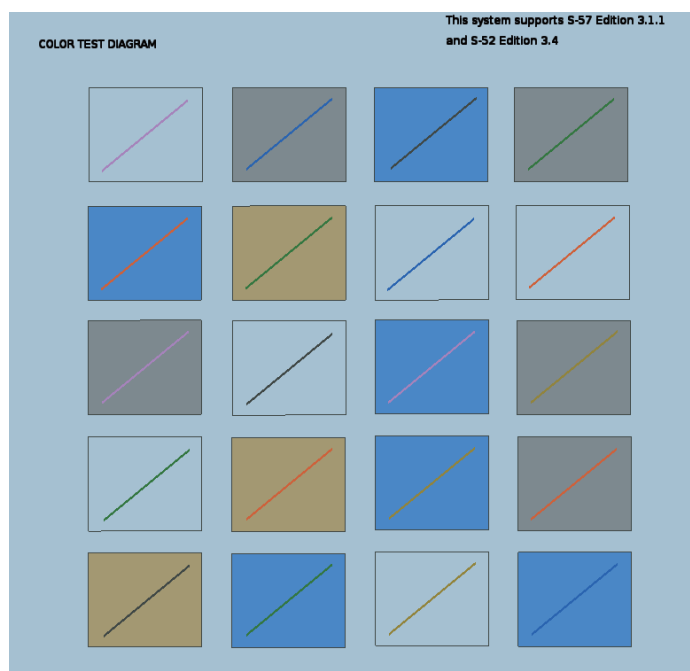 This system supports S-57 Edition 3.1.1
COLOR TEST DIAGRAM
and S-52 Edition 3.4